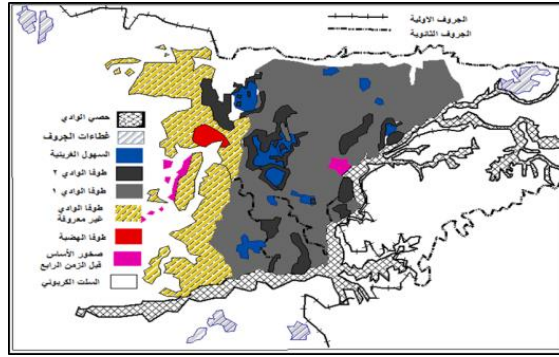 الجروف الاولية
الجروف الثانوية
حصى الوادي
غطاءات الجروف
السهول الغرينية
طوفا الوادي ٢
طوفا الوادي ١
طوفا الوادي
غير معروفة
طوفا الهضبة
صخور الأساس
قبل الزمن الرابع
السلت الكربوني